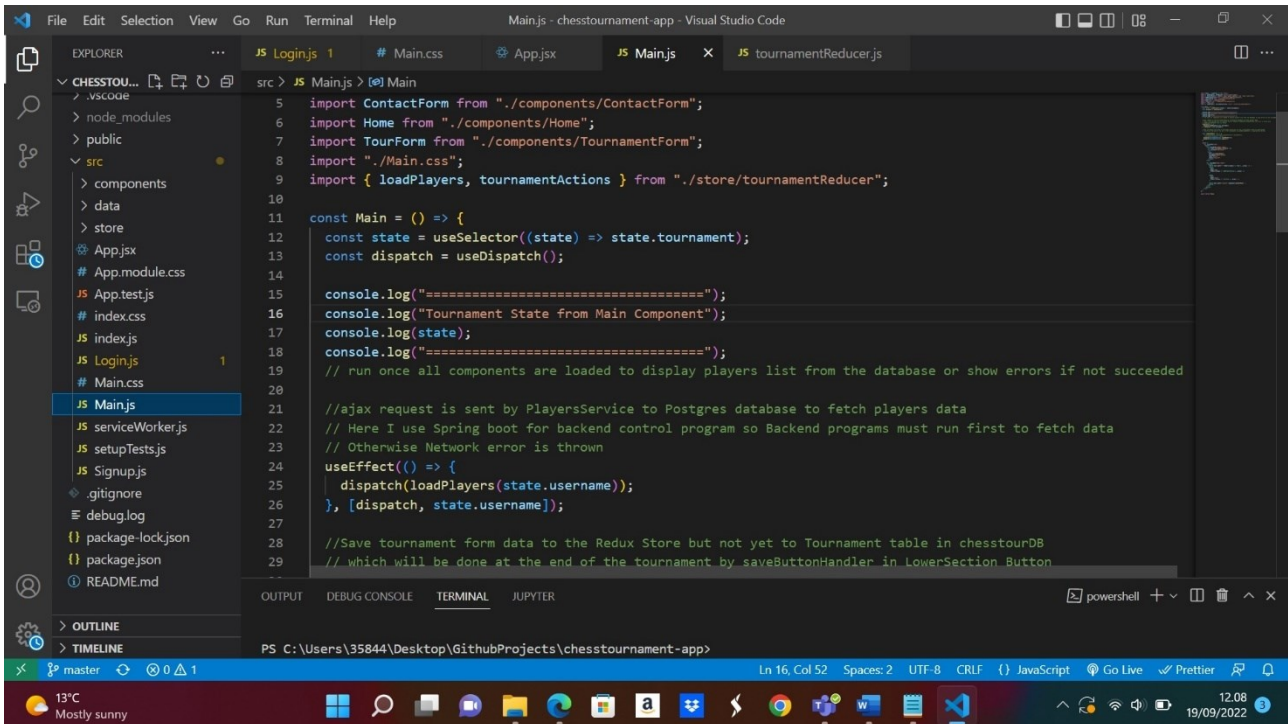 File Edit Selection View Go Run Terminal Help Main.js - chesstournament-app - Visual Studio Code
EXPLORER
CHESSTOU...
.vscode
node_modules
public
src
components
data
store
App.jsx
# App.module.css
JS App.test.js
# index.css
JS index.js
JS Login.js 1
# Main.css
JS Main.js
JS serviceWorker.js
JS setupTests.js
JS Signup.js
.gitignore
debug.log
{} package-lock.json
{} package.json
README.md
OUTLINE
TIMELINE
JS Login.js 1 # Main.css App.jsx JS Main.js JS tournamentReducer.js
src > JS Main.js > Main
5 import ContactForm from "./components/ContactForm";
6 import Home from "./components/Home";
7 import TourForm from "./components/TournamentForm";
8 import "./Main.css";
9 import { loadPlayers, tournamentActions } from "./store/tournamentReducer";
10
11 const Main = () => {
12 const state = useSelector((state) => state.tournament);
13 const dispatch = useDispatch();
14
15 console.log("====================================");
16 console.log("Tournament State from Main Component");
17 console.log(state);
18 console.log("====================================");
19 // run once all components are loaded to display players list from the database or show errors if not succeeded
20
21 //ajax request is sent by PlayersService to Postgres database to fetch players data
22 // Here I use Spring boot for backend control program so Backend programs must run first to fetch data
23 // Otherwise Network error is thrown
24 useEffect(() => {
25 dispatch(loadPlayers(state.username));
26 }, [dispatch, state.username]);
27
28 //Save tournament form data to the Redux Store but not yet to Tournament table in chesstourDB
29 // which will be done at the end of the tournament by saveButtonHandler in LowerSection Button
OUTPUT DEBUG CONSOLE TERMINAL JUPYTER powershell
PS C:\Users\35844\Desktop\GithubProjects\chesstournament-app>
master 0 1 Ln 16, Col 52 Spaces: 2 UTF-8 CRLF {} JavaScript Go Live Prettier
13°C
Mostly sunny
12.08
19/09/2022 3